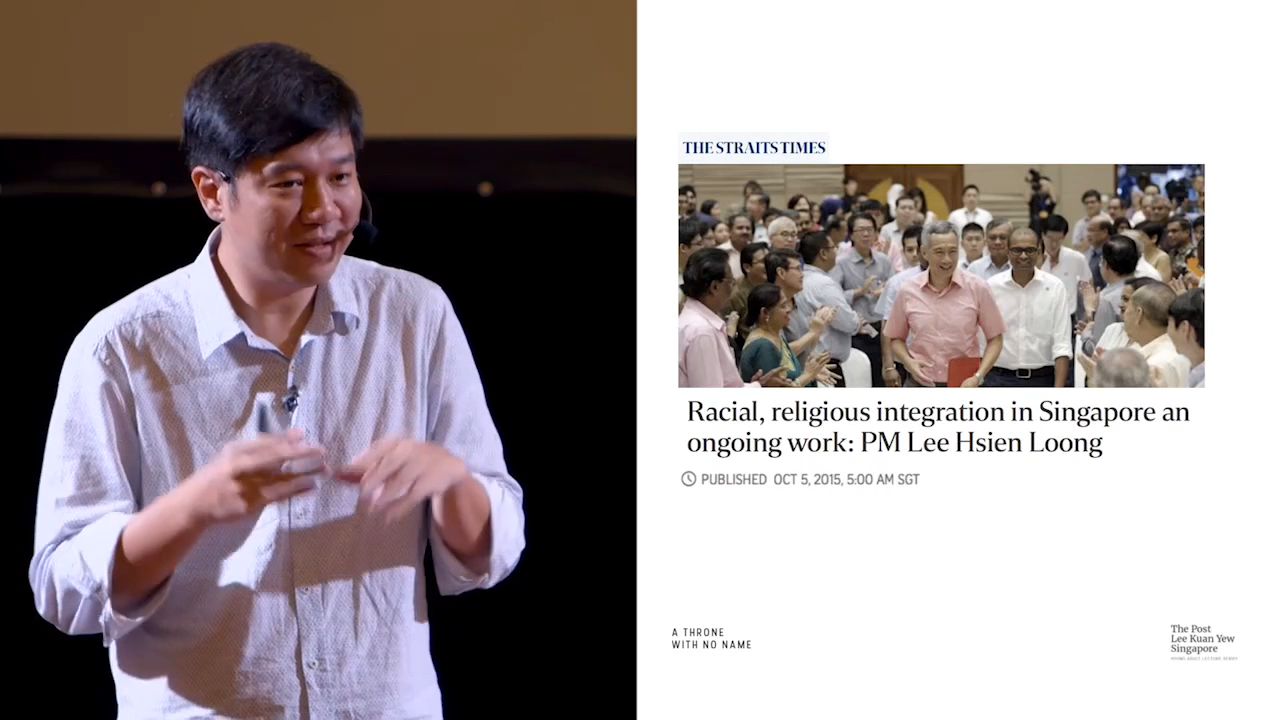 THE STRAITS TIMES
Racial, religious integration in Singapore an
ongoing work: PM Lee Hsien Loong
PUBLISHED OCT 5, 2015, 5:00 AM SGT
A THRONE
WITH NO NAME
The Post
Lee Kuan Yew
Singapore